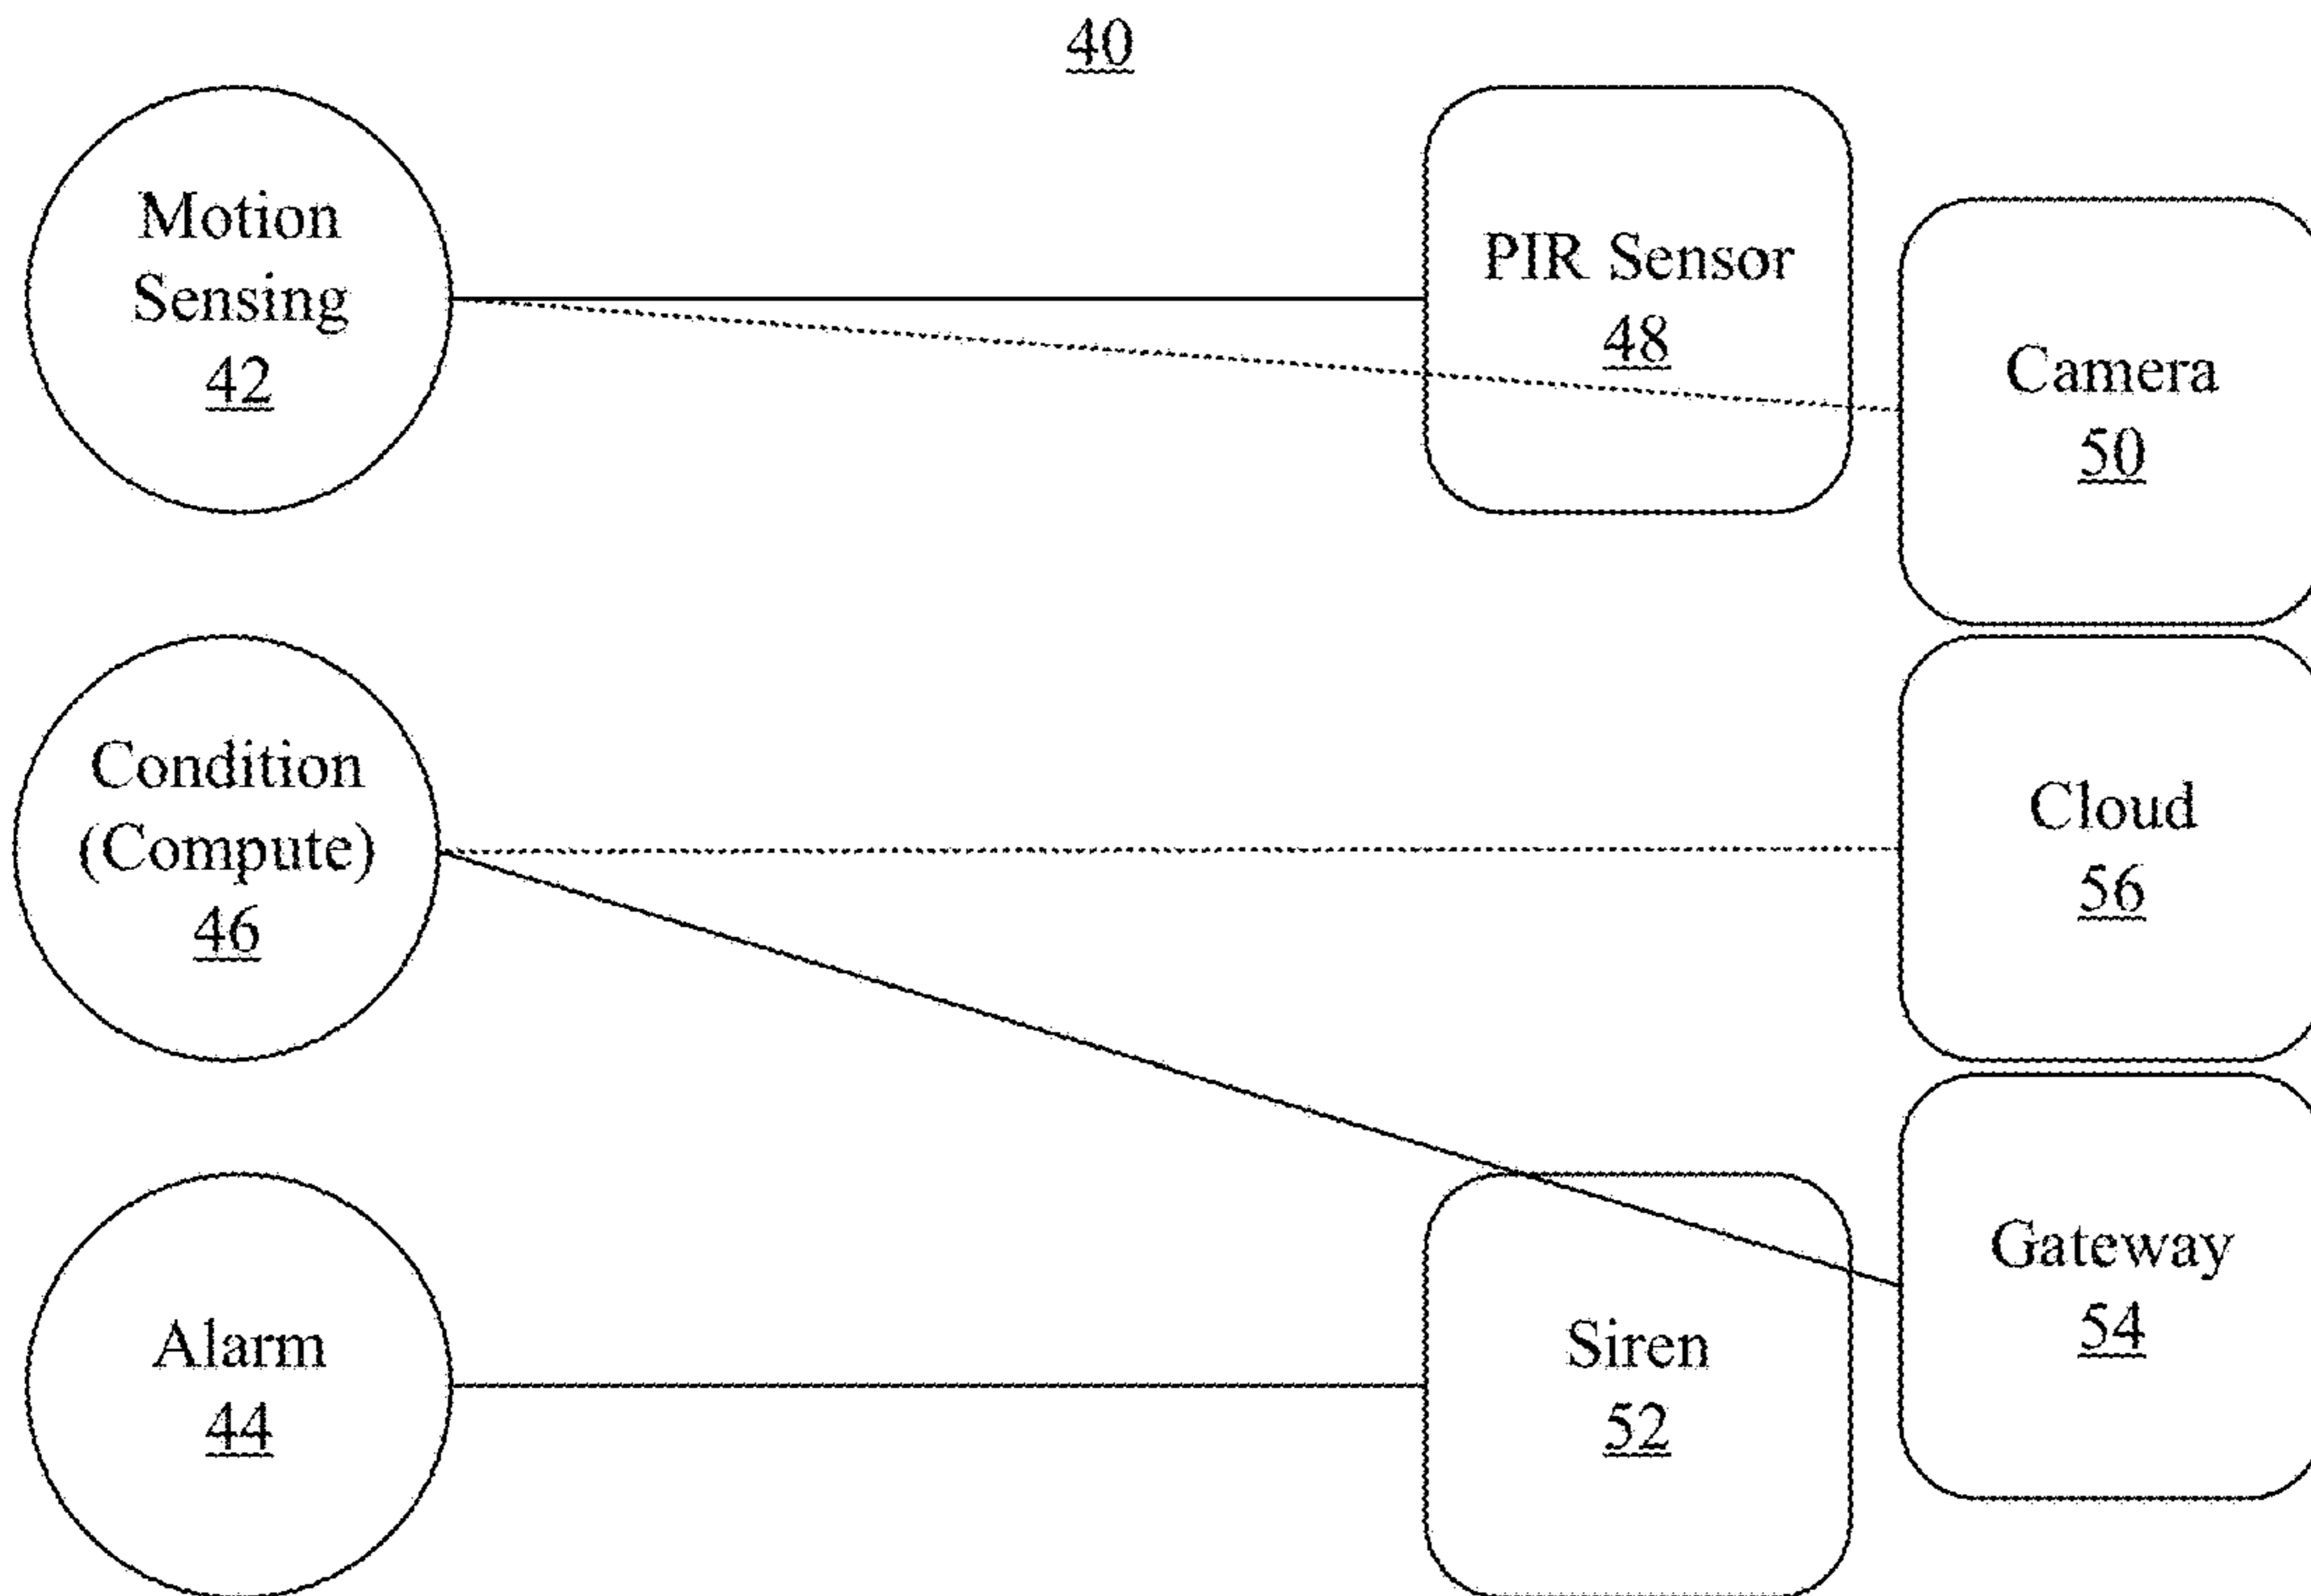 40
Motion
Sensing
42
PIR Sensor
48
Camera
50
Condition
(Compute)
46
Cloud
56
Alarm
44
Siren
52
Gateway
54